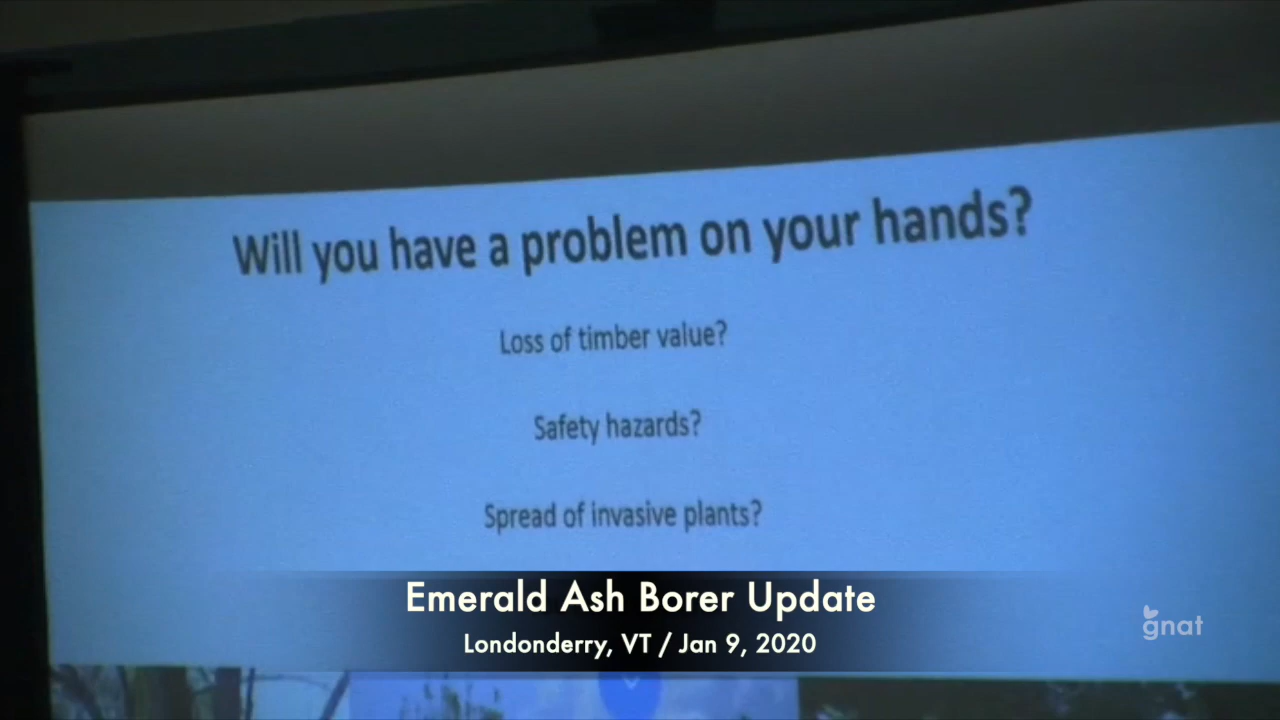 Will you have a problem on your hands?
Loss of timber value?
Safety hazards?
Spread of invasive plants?
Emerald Ash Borer Update
Londonderry, VT / Jan 9, 2020
gnat